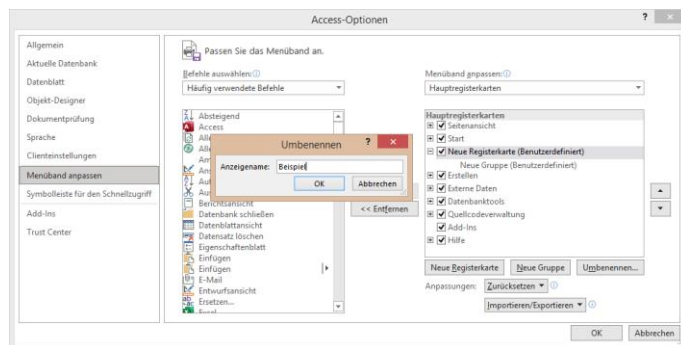 Access-Optionen
?
Allgemein
Aktuelle Datenbank
Datenblatt
Objekt-Designer
Dokumentprüfung
Sprache
Clienteinstellungen
Menüband anpassen
Symbolleiste für den Schnellzugriff
Add-Ins
Trust Center
Passen Sie das Menüband an.
Befehle auswählen:
Häufig verwendete Befehle
Absteigend
Access
Berichtsansicht
Datenbank schließen
Datenblattansicht
Datensatz löschen
Eigenschaftenblatt
Einfügen
Einfügen
E-Mail
Entwurfsansicht
Ersetzen...
Excel
Umbenennen
?
Anzeigename: Beispiel
OK Abbrechen
<< Entfernen
Menüband anpassen:
Hauptregisterkarten
Hauptregisterkarten
Seitenansicht
Start
Neue Registerkarte (Benutzerdefiniert)
Neue Gruppe (Benutzerdefiniert)
Erstellen
Externe Daten
Datenbanktools
Quellcodeverwaltung
Add-Ins
Hilfe
Neue Registerkarte Neue Gruppe Umbenennen...
Anpassungen: Zurücksetzen
Importieren/Exportieren
OK Abbrechen